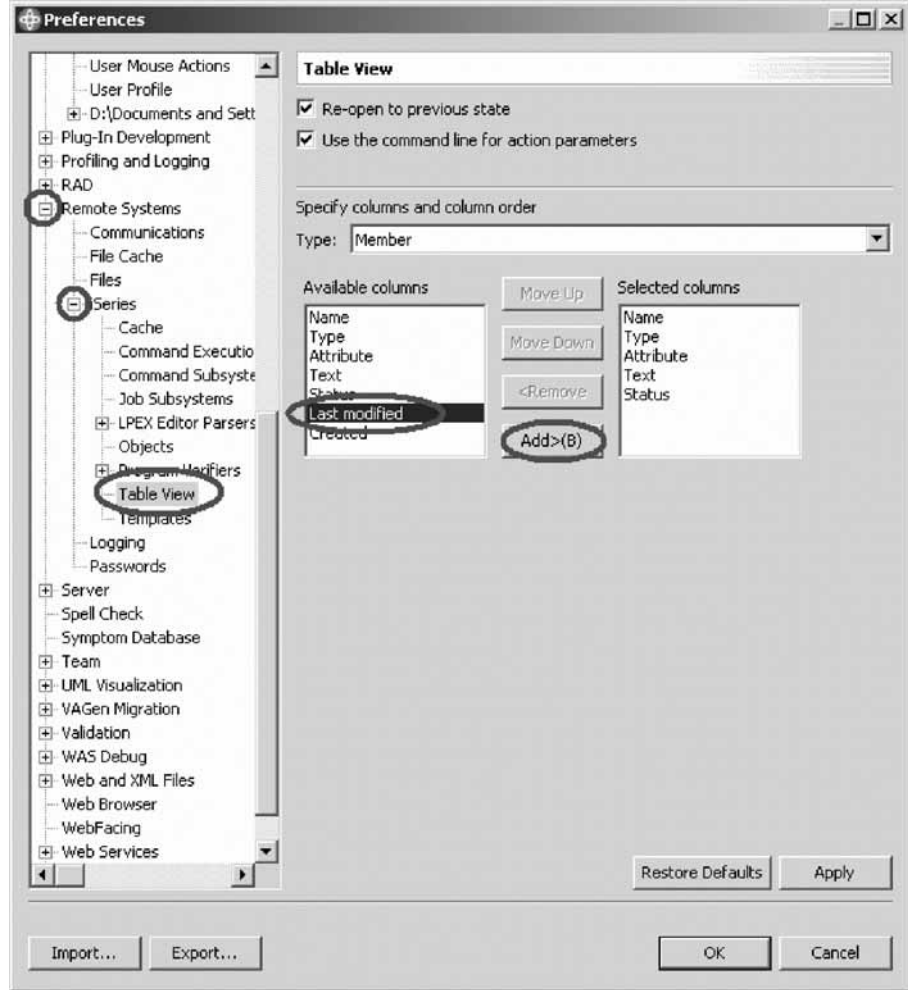 Preferences
User Mouse Actions
User Profile
D:\Documents and Sett
Plug-In Development
Profiling and Logging
RAD
Remote Systems
Communications
File Cache
Files
iSeries
Cache
Command Executio
Command Subsyste
Job Subsystems
LPEX Editor Parsers
Objects
Program Verifiers
Table View
Templates
Logging
Passwords
Server
Spell Check
Symptom Database
Team
UML Visualization
VAGen Migration
Validation
WAS Debug
Web and XML Files
Web Browser
WebFacing
Web Services
Table View
Re-open to previous state
Use the command line for action parameters
Specify columns and column order
Type: Member
Available columns
Name
Type
Attribute
Text
Status
Last modified
Created
Move Up
Move Down
<Remove
Add>(B)
Selected columns
Name
Type
Attribute
Text
Status
Restore Defaults
Apply
Import...
Export...
OK
Cancel